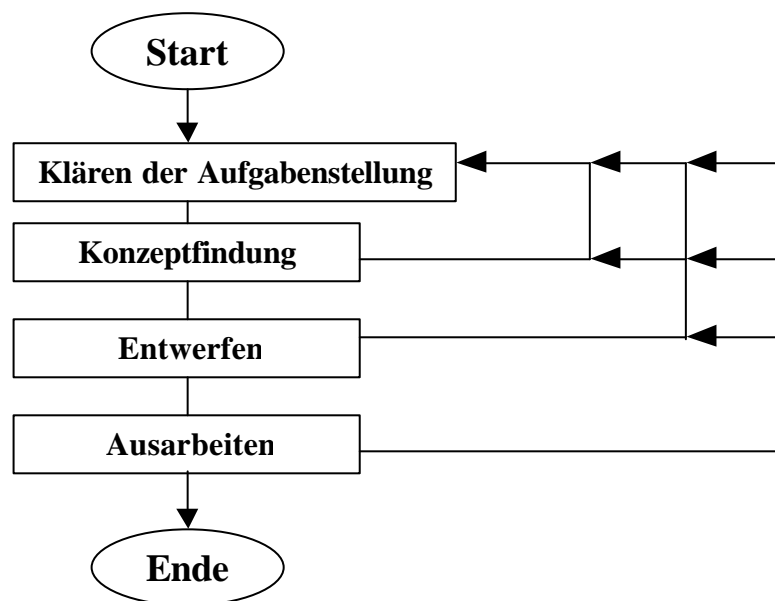 Start
Klären der Aufgabenstellung
Konzeptfindung
Entwerfen
Ausarbeiten
Ende